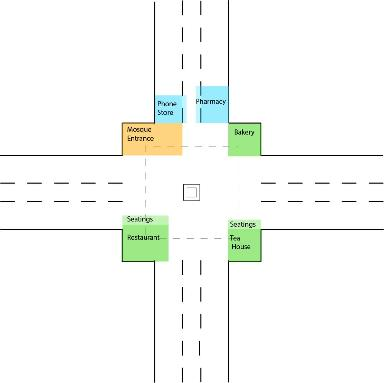 Phone
Store
Pharmacy
Mosque
Entrance
Bakery
Seatings
Restaurant
Seatings
Tea
House